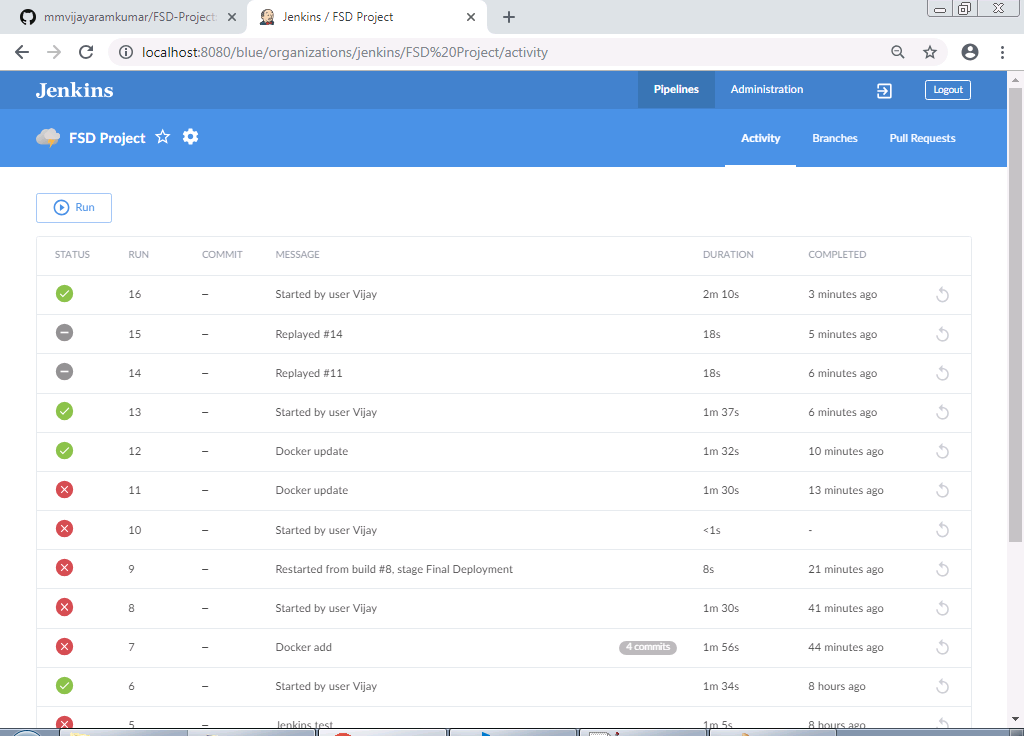 mmvijayaramkumar/FSD-Project:
Jenkins / FSD Project
localhost:8080/blue/organizations/jenkins/FSD%20Project/activity
Jenkins
Pipelines
Administration
Logout
FSD Project
Activity
Branches
Pull Requests
Run
STATUS RUN COMMIT MESSAGE DURATION COMPLETED
16 – Started by user Vijay 2m 10s 3 minutes ago
15 – Replayed #14 18s 5 minutes ago
14 – Replayed #11 18s 6 minutes ago
13 – Started by user Vijay 1m 37s 6 minutes ago
12 – Docker update 1m 32s 10 minutes ago
11 – Docker update 1m 30s 13 minutes ago
10 – Started by user Vijay <1s -
9 – Restarted from build #8, stage Final Deployment 8s 21 minutes ago
8 – Started by user Vijay 1m 30s 41 minutes ago
7 – Docker add 4 commits 1m 56s 44 minutes ago
6 – Started by user Vijay 1m 34s 8 hours ago
5 – Jenkins test 1m 5s 8 hours ago